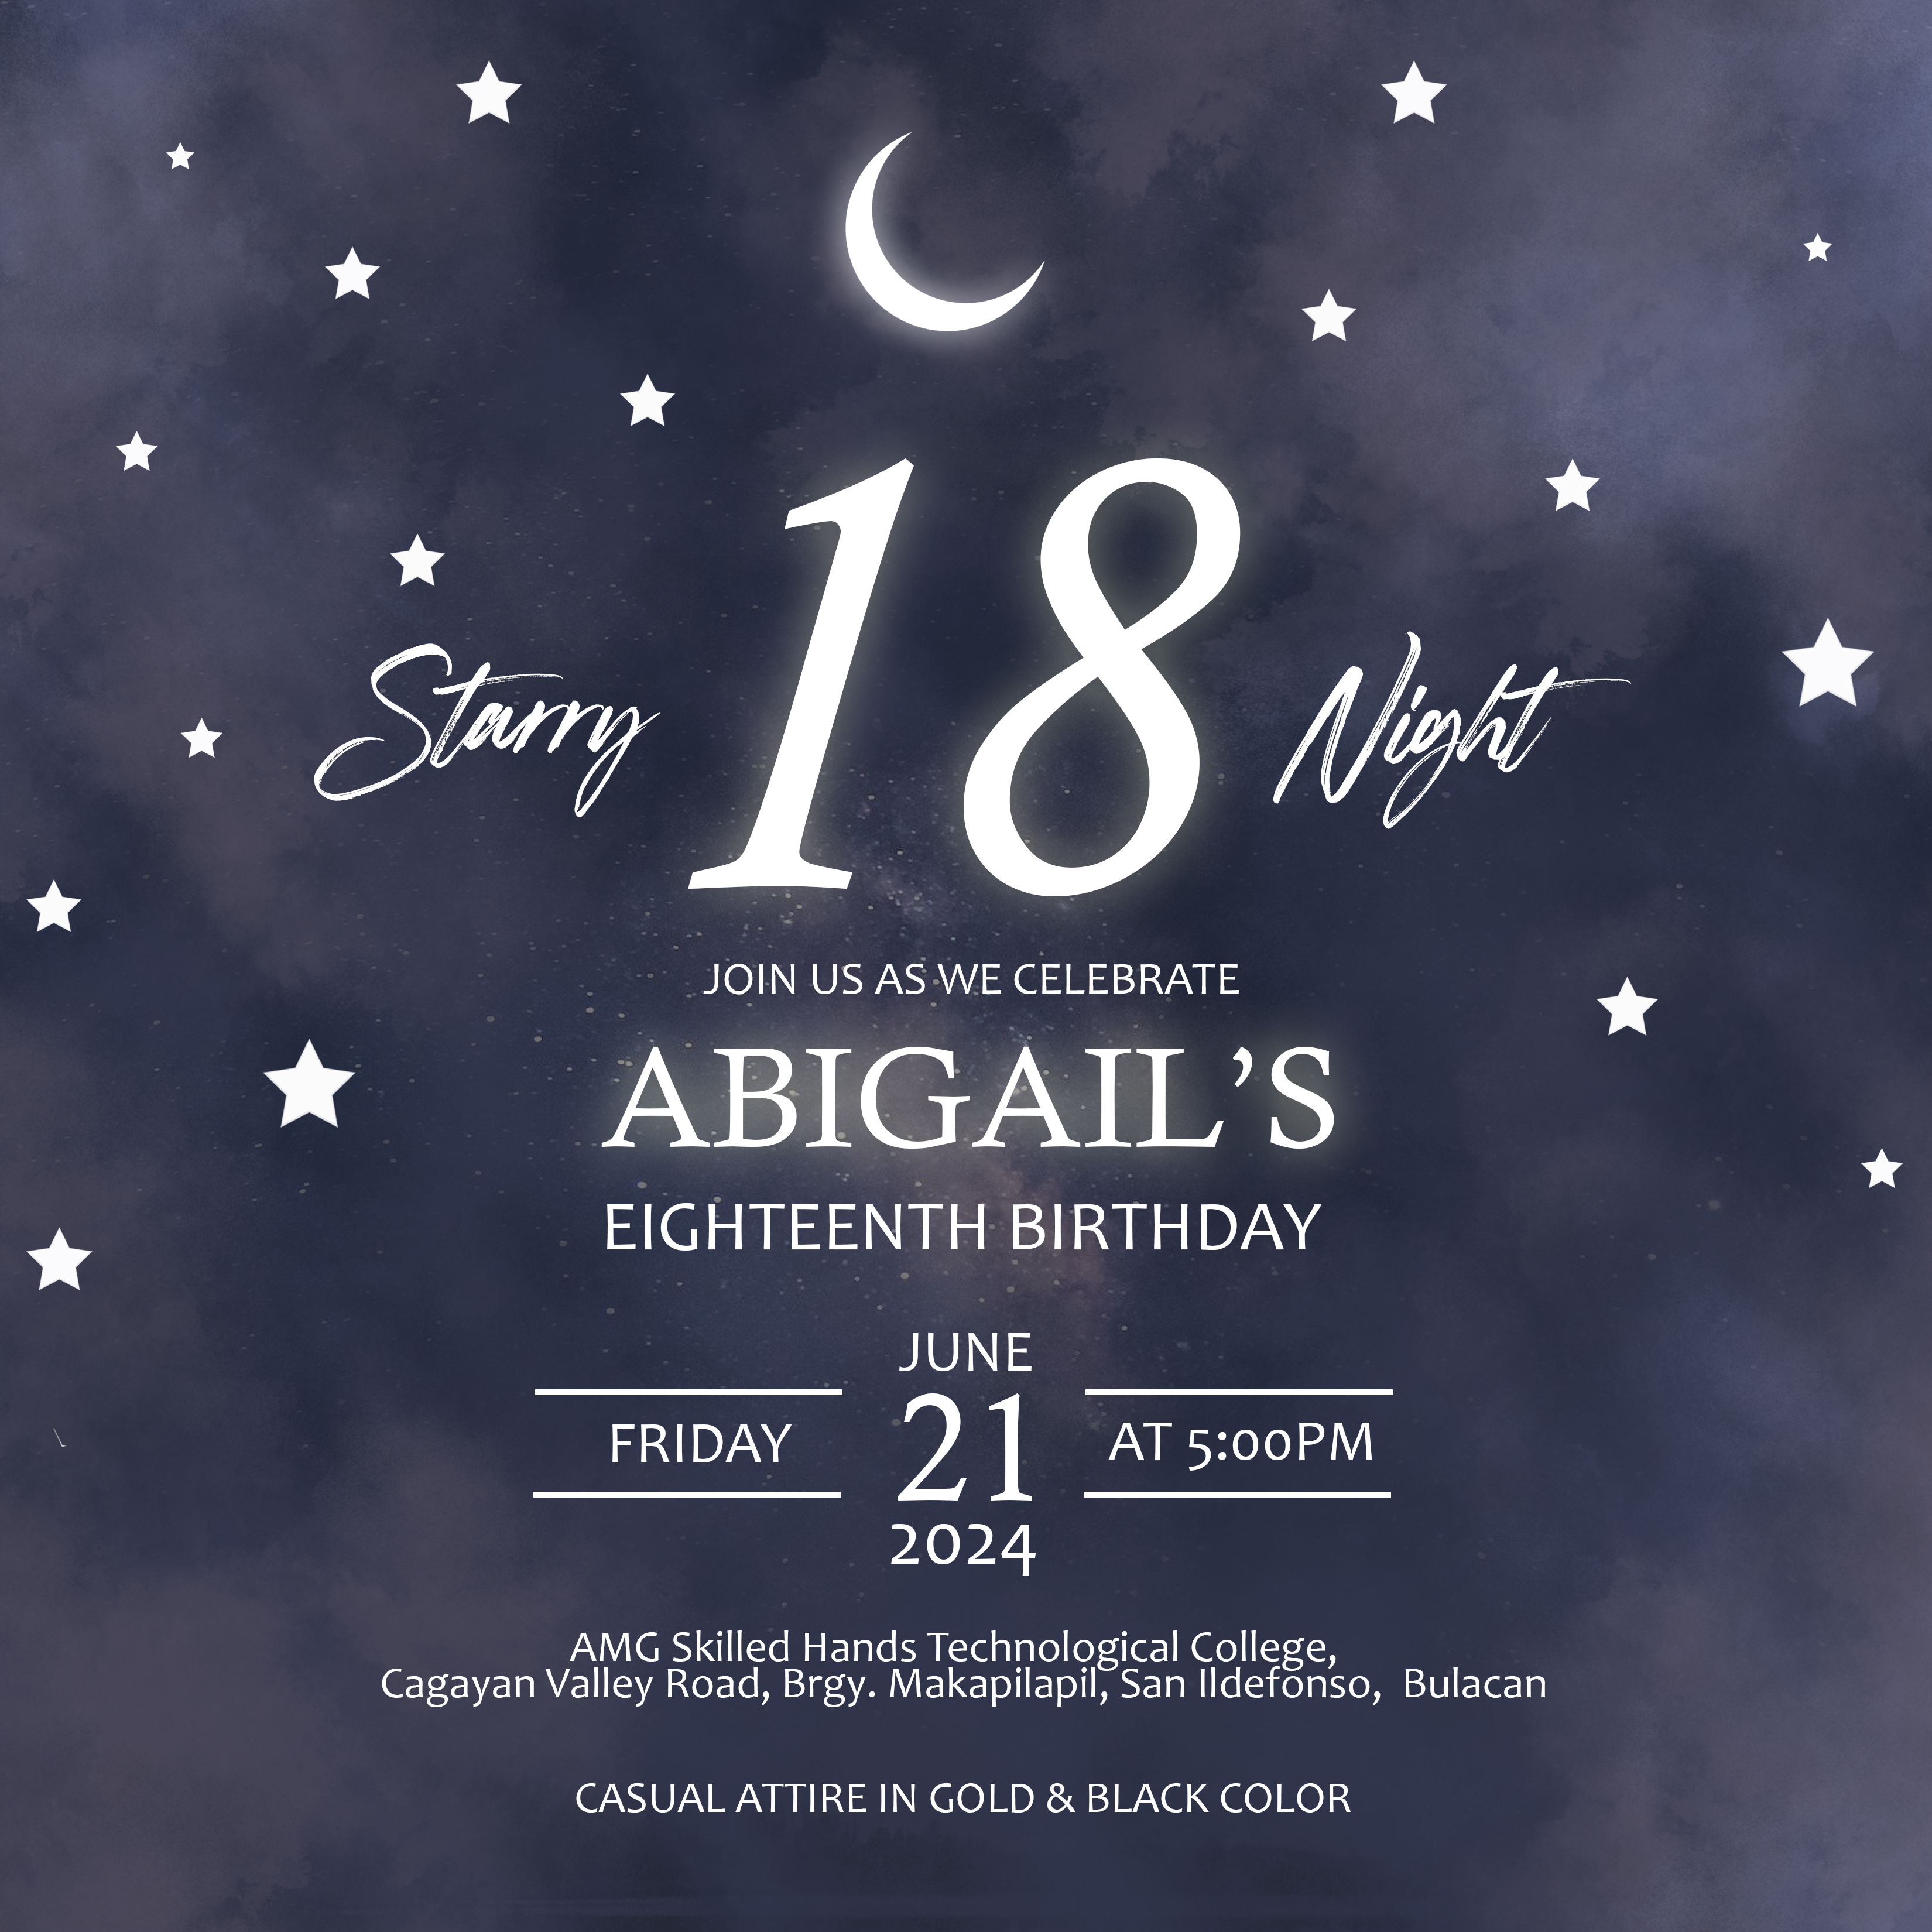 Starry 18 Night
JOIN US AS WE CELEBRATE
ABIGAIL’S
EIGHTEENTH BIRTHDAY
JUNE
FRIDAY 21 AT 5:00PM
2024
AMG Skilled Hands Technological College,
Cagayan Valley Road, Brgy. Makapilapil, San Ildefonso,  Bulacan
CASUAL ATTIRE IN GOLD & BLACK COLOR